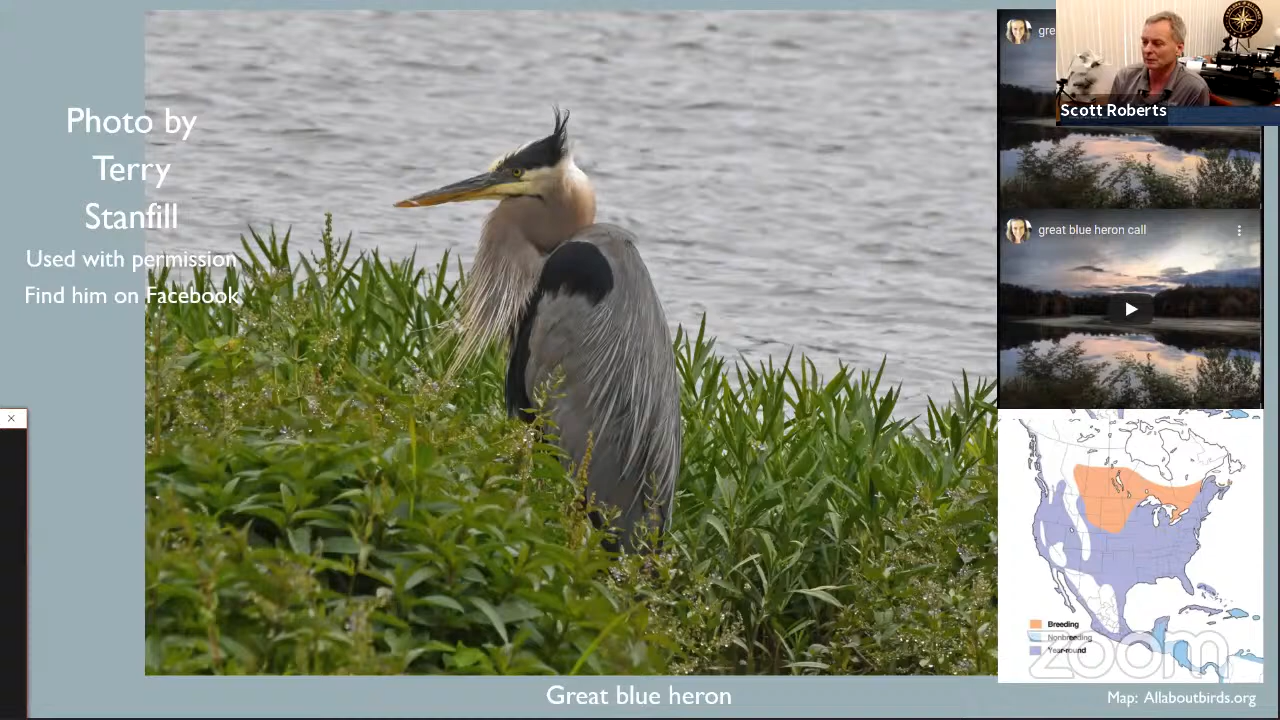 Photo by
Terry
Stanfill
Used with permission
Find him on Facebook
gre
Scott Roberts
great blue heron call
Breeding
Nonbreeding
Year-round
zoom
Great blue heron
Map: Allaboutbirds.org